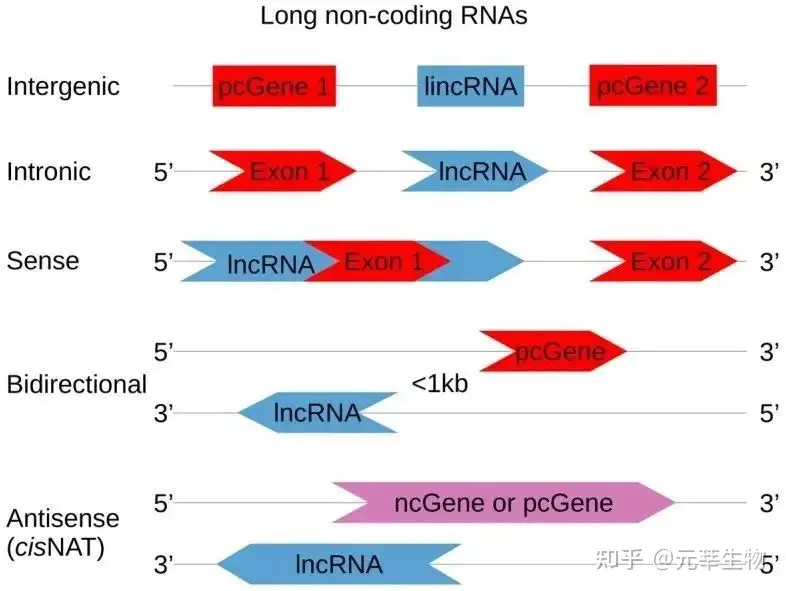 Long non-coding RNAs
Intergenic pcGene 1 lincRNA pcGene 2
Intronic 5’ Exon 1 lncRNA Exon 2 3’
Sense 5’ lncRNA Exon 1 Exon 2 3’
5’ pcGene 3’
Bidirectional <1kb
3’ lncRNA 5’
5’ ncGene or pcGene 3’
Antisense
(cisNAT)
3’ lncRNA 5’
知乎 @元莘生物